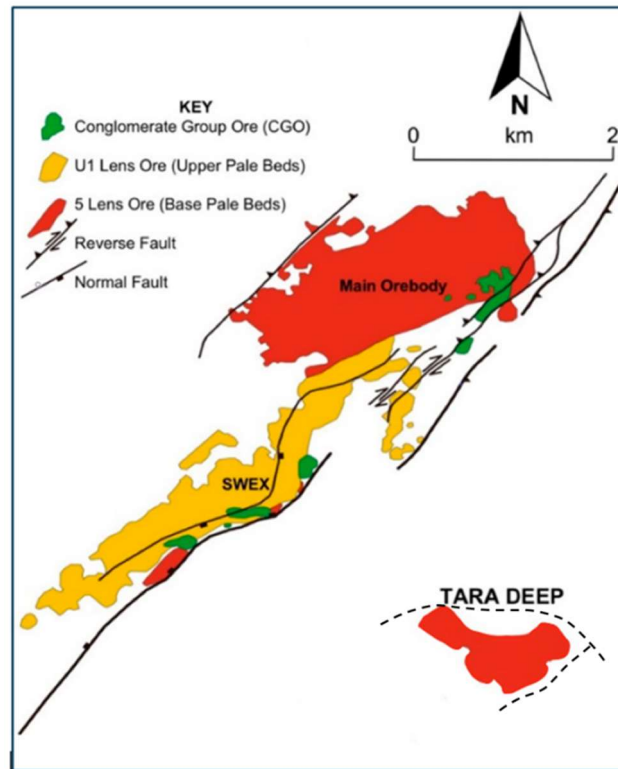 KEY
Conglomerate Group Ore (CGO)
U1 Lens Ore (Upper Pale Beds)
5 Lens Ore (Base Pale Beds)
Reverse Fault
Normal Fault
N
0 2
km
Main Orebody
SWEX
TARA DEEP